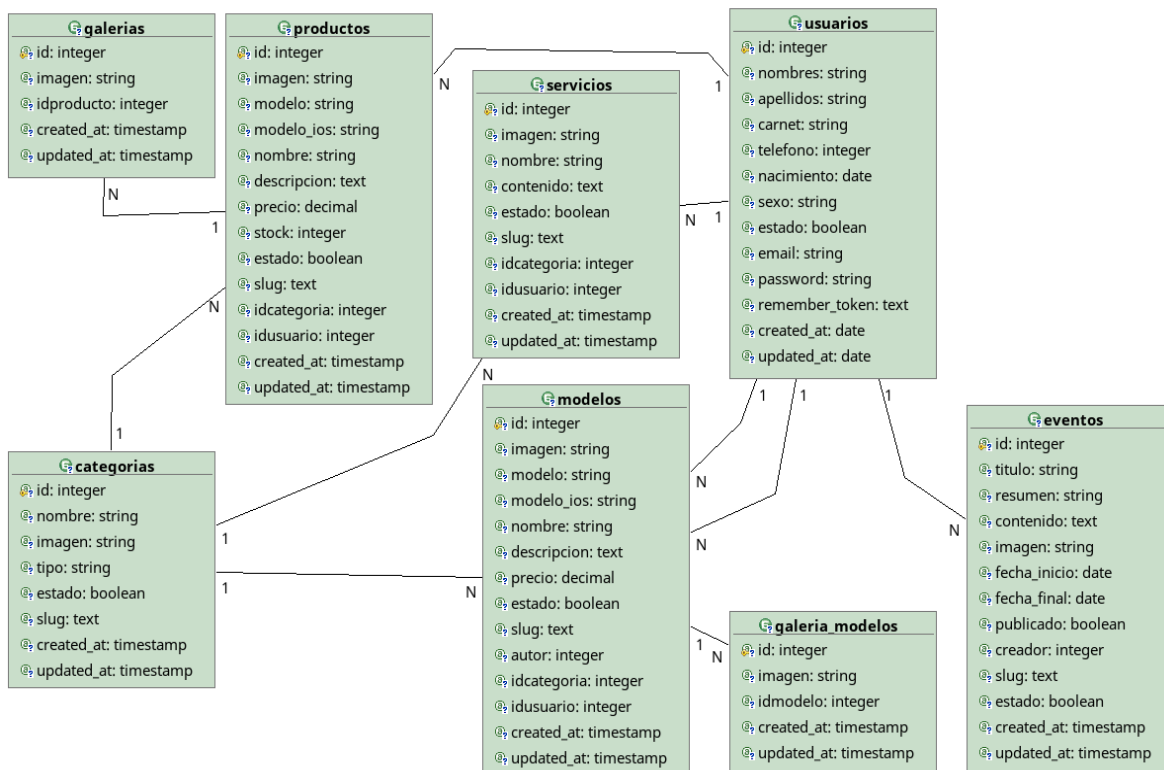 galerias
id: integer
imagen: string
idproducto: integer
created_at: timestamp
updated_at: timestamp
N
1
productos
id: integer
imagen: string
modelo: string
modelo_ios: string
nombre: string
descripcion: text
precio: decimal
stock: integer
estado: boolean
slug: text
idcategoria: integer
idusuario: integer
created_at: timestamp
updated_at: timestamp
N
1
N
1
servicios
id: integer
imagen: string
nombre: string
contenido: text
estado: boolean
slug: text
idcategoria: integer
idusuario: integer
created_at: timestamp
updated_at: timestamp
N
1
N
1
usuarios
id: integer
nombres: string
apellidos: string
carnet: string
telefono: integer
nacimiento: date
sexo: string
estado: boolean
email: string
password: string
remember_token: text
created_at: date
updated_at: date
1
1
1
N
N
N
categorias
id: integer
nombre: string
imagen: string
tipo: string
estado: boolean
slug: text
created_at: timestamp
updated_at: timestamp
1
N
modelos
id: integer
imagen: string
modelo: string
modelo_ios: string
nombre: string
descripcion: text
precio: decimal
estado: boolean
slug: text
autor: integer
idcategoria: integer
idusuario: integer
created_at: timestamp
updated_at: timestamp
1
N
galeria_modelos
id: integer
imagen: string
idmodelo: integer
created_at: timestamp
updated_at: timestamp
eventos
id: integer
titulo: string
resumen: string
contenido: text
imagen: string
fecha_inicio: date
fecha_final: date
publicado: boolean
creador: integer
slug: text
estado: boolean
created_at: timestamp
updated_at: timestamp